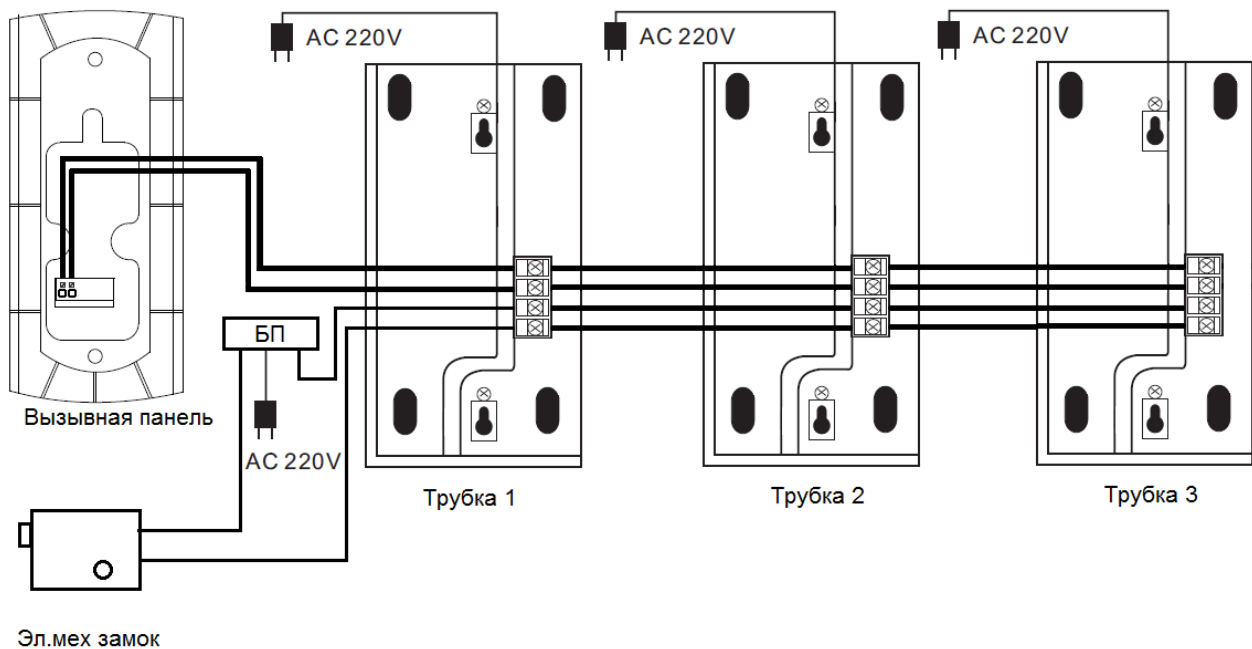 AC 220V
AC 220V
AC 220V
БП
Вызывная панель
AC 220V
Трубка 1
Трубка 2
Трубка 3
Эл.мех замок